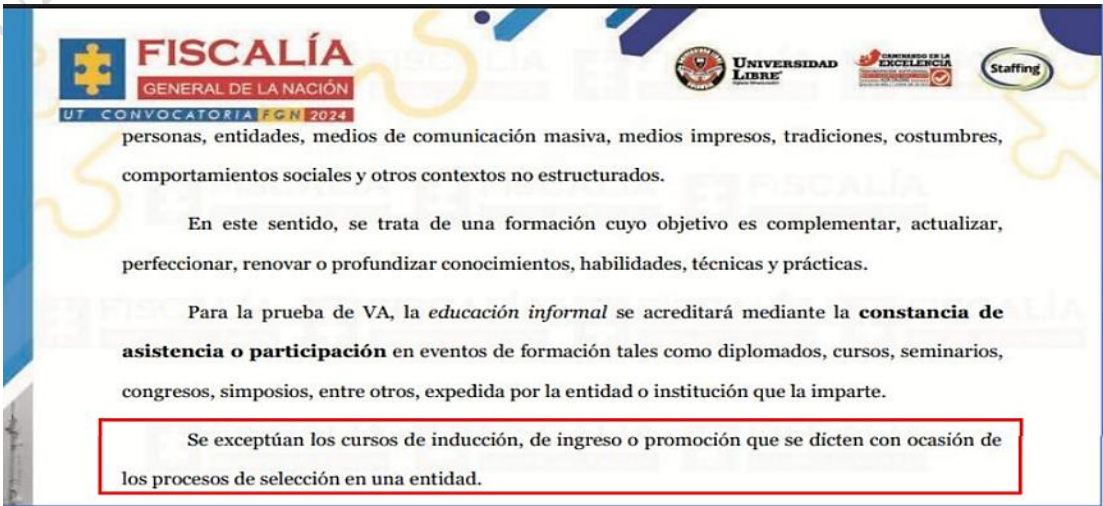 FISCALÍA
GENERAL DE LA NACIÓN
UT CONVOCATORIA FGN 2024
UNIVERSIDAD
LIBRE
CAMINANDO EN LA
EXCELENCIA
Staffing
personas, entidades, medios de comunicación masiva, medios impresos, tradiciones, costumbres,
comportamientos sociales y otros contextos no estructurados.
En este sentido, se trata de una formación cuyo objetivo es complementar, actualizar,
perfeccionar, renovar o profundizar conocimientos, habilidades, técnicas y prácticas.
Para la prueba de VA, la educación informal se acreditará mediante la constancia de
asistencia o participación en eventos de formación tales como diplomados, cursos, seminarios,
congresos, simposios, entre otros, expedida por la entidad o institución que la imparte.
Se exceptúan los cursos de inducción, de ingreso o promoción que se dicten con ocasión de
los procesos de selección en una entidad.